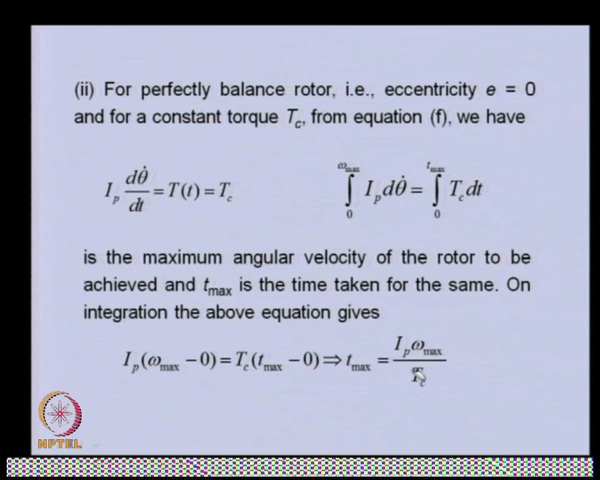 (ii) For perfectly balance rotor, i.e., eccentricity e = 0
and for a constant torque T_c, from equation (f), we have
I_p dθ̇/dt = T(t) = T_c   ∫_0^{ω_max} I_p dθ̇ = ∫_0^{t_max} T_c dt
is the maximum angular velocity of the rotor to be
achieved and t_max is the time taken for the same. On
integration the above equation gives
I_p(ω_max − 0) = T_c(t_max − 0) ⇒ t_max = I_p ω_max / T_c
NPTEL